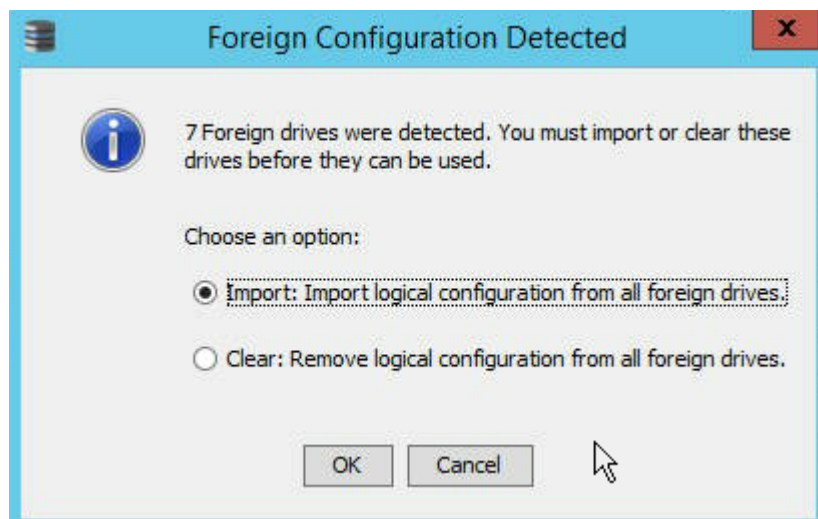 Foreign Configuration Detected
x
7 Foreign drives were detected. You must import or clear these
drives before they can be used.
Choose an option:
Import: Import logical configuration from all foreign drives.
Clear: Remove logical configuration from all foreign drives.
OK Cancel